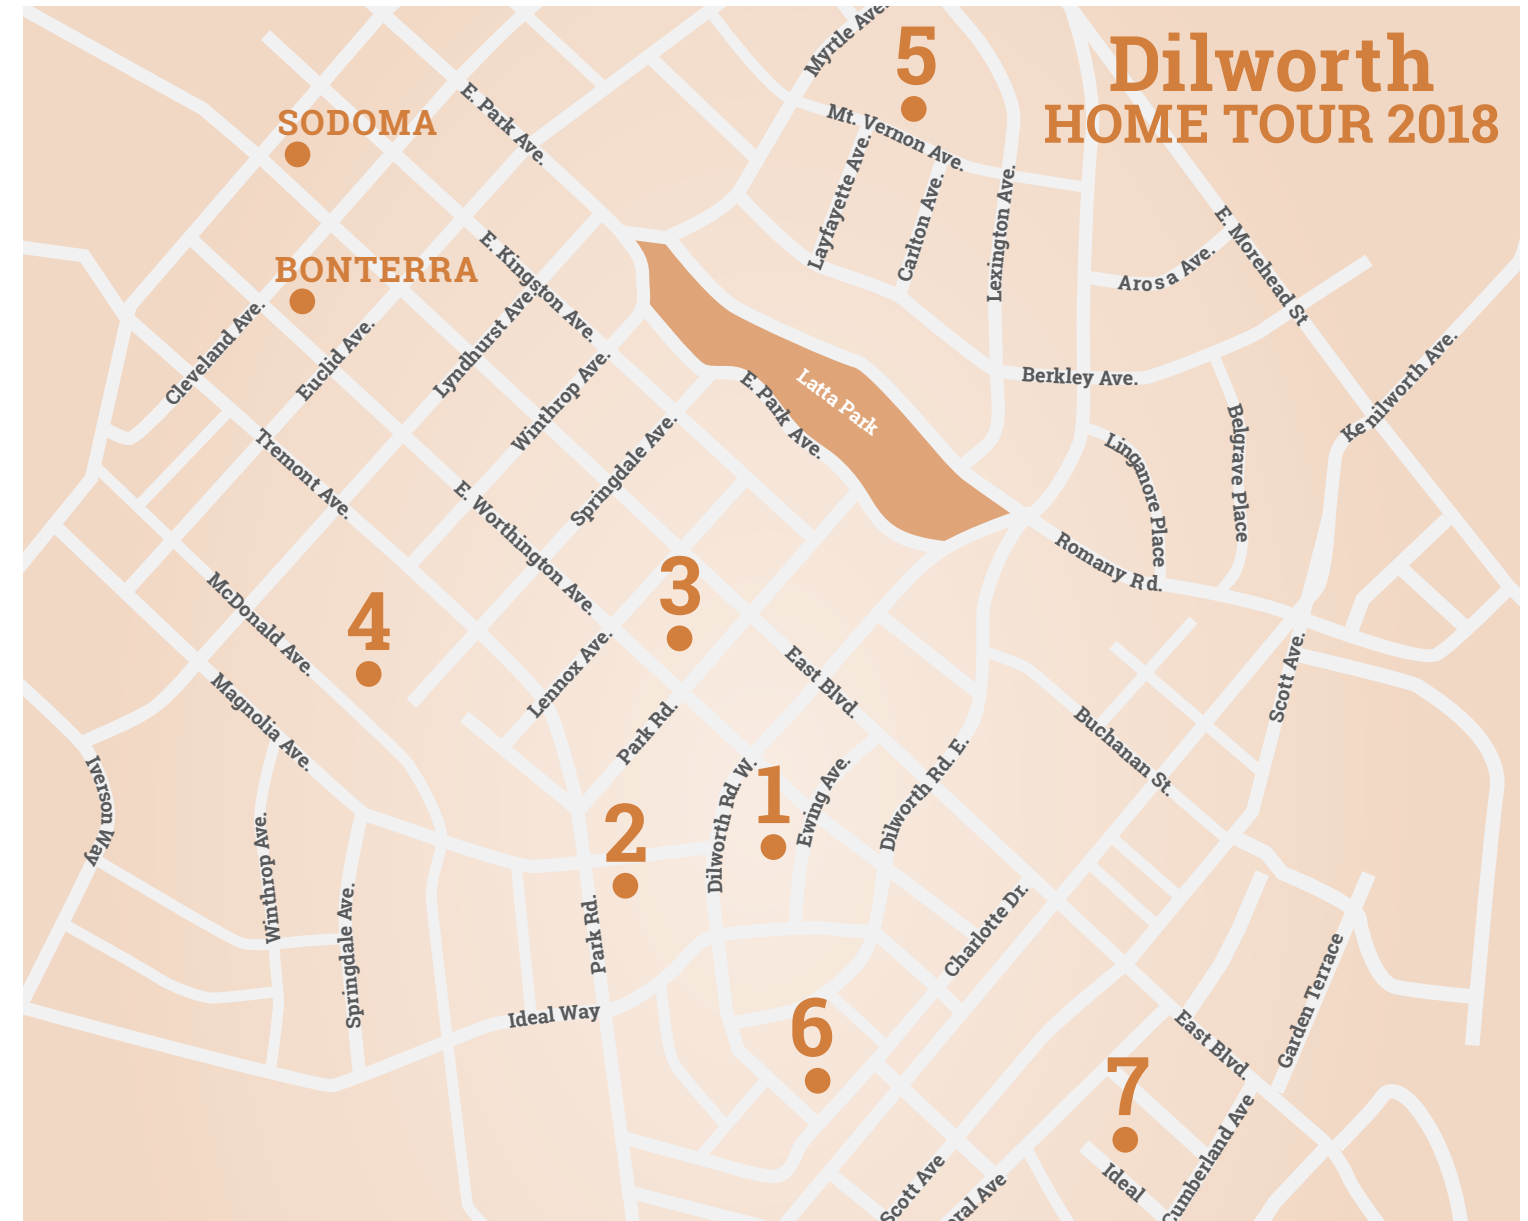 Dilworth
HOME TOUR 2018
Myrtle Ave.
5
Mt. Vernon Ave.
E. Park Ave.
SODOMA
Layfayette Ave.
Carlton Ave.
Lexington Ave.
E. Morehead St
Arosa Ave.
BONTERRA
E. Kingston Ave.
Cleveland Ave.
Euclid Ave.
Lyndhurst Ave.
Winthrop Ave.
Latta Park
E. Park Ave.
Berkley Ave.
Kenilworth Ave.
Springdale Ave.
Belgrave Place
Linganore Place
Tremont Ave.
E. Worthington Ave.
Romany Rd.
3
4
McDonald Ave.
Lennox Ave.
East Blvd.
Scott Ave.
Magnolia Ave.
Park Rd.
Buchanan St.
Iverson Way
Dilworth Rd. W.
1
Ewing Ave.
Dilworth Rd. E.
2
Winthrop Ave.
Springdale Ave.
Park Rd.
Charlotte Dr.
Garden Terrace
Ideal Way
6
East Blvd.
7
Cumberland Ave
Ideal
Scott Ave
Ave